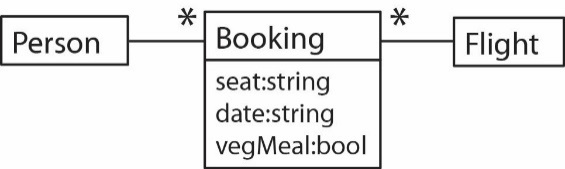 Person
*
Booking
*
Flight
seat:string
date:string
vegMeal:bool